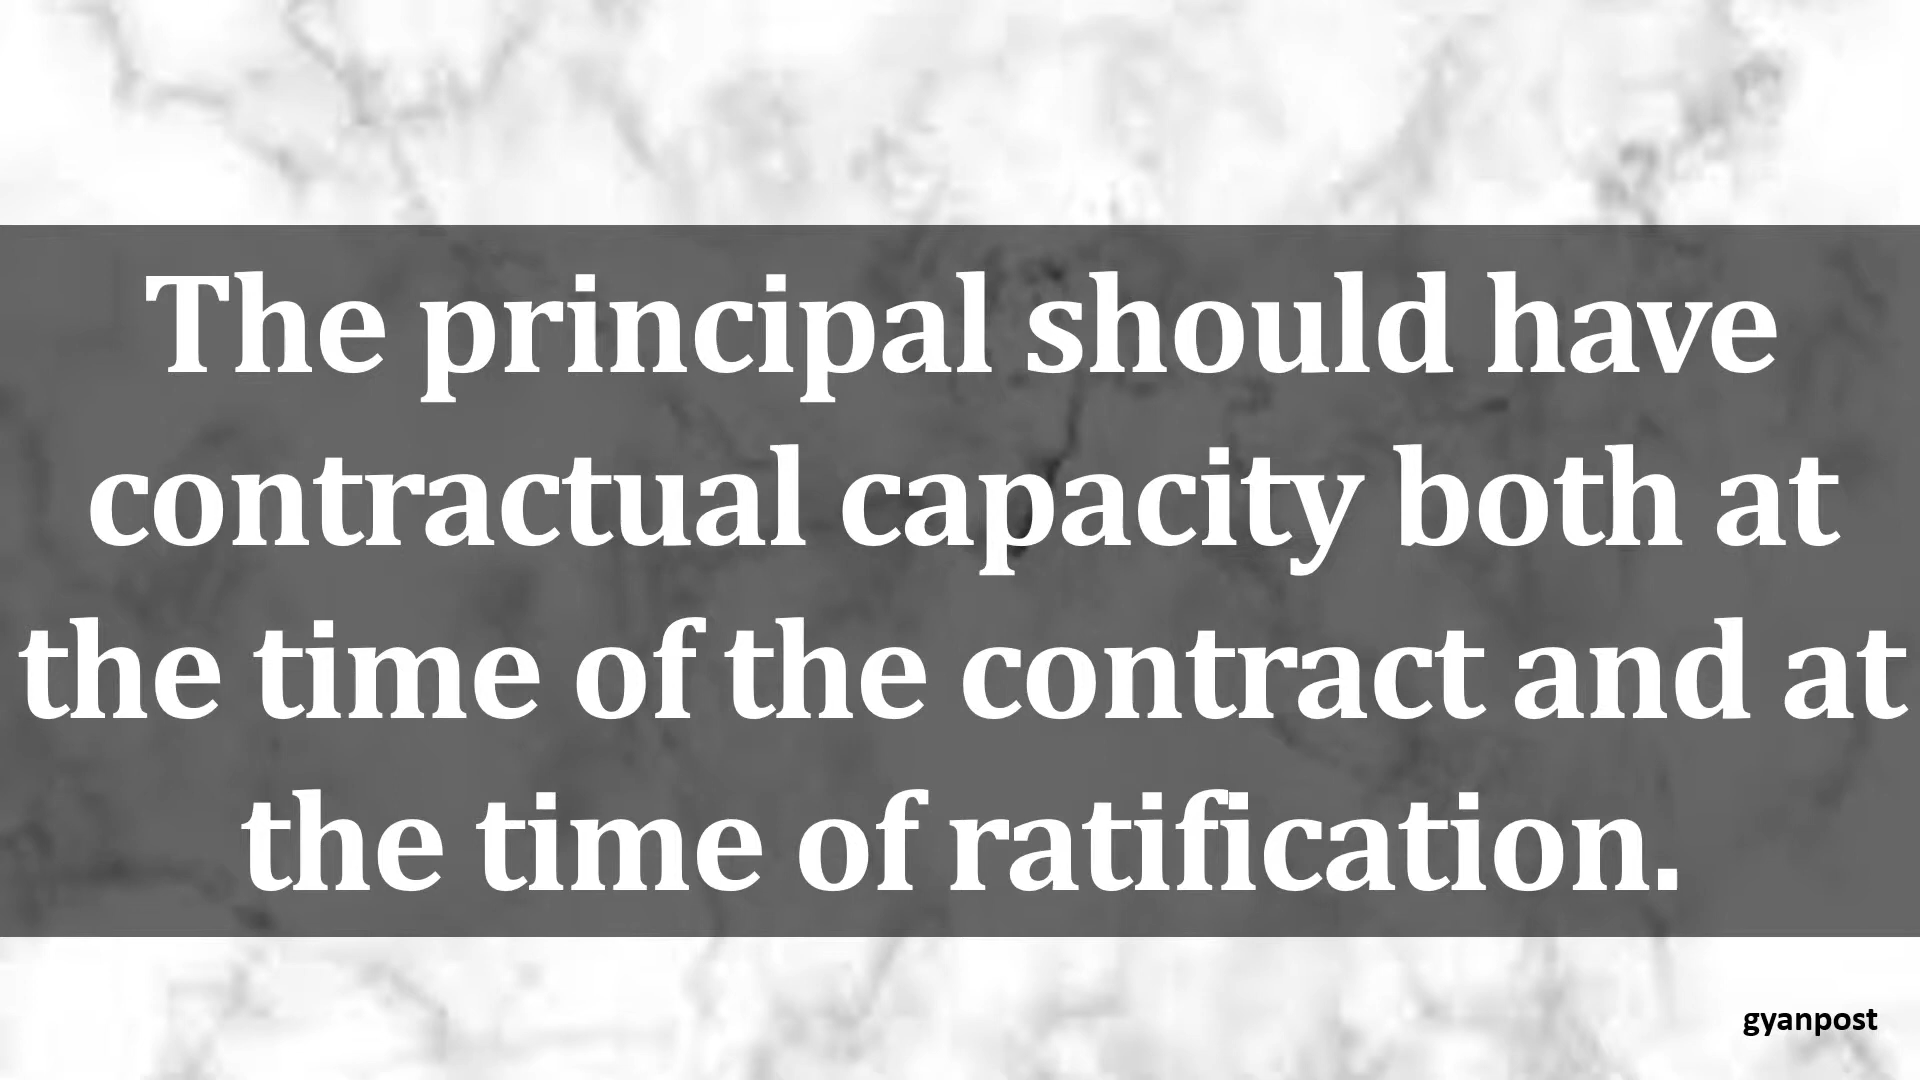 The principal should have
contractual capacity both at
the time of the contract and at
the time of ratification.
gyanpost